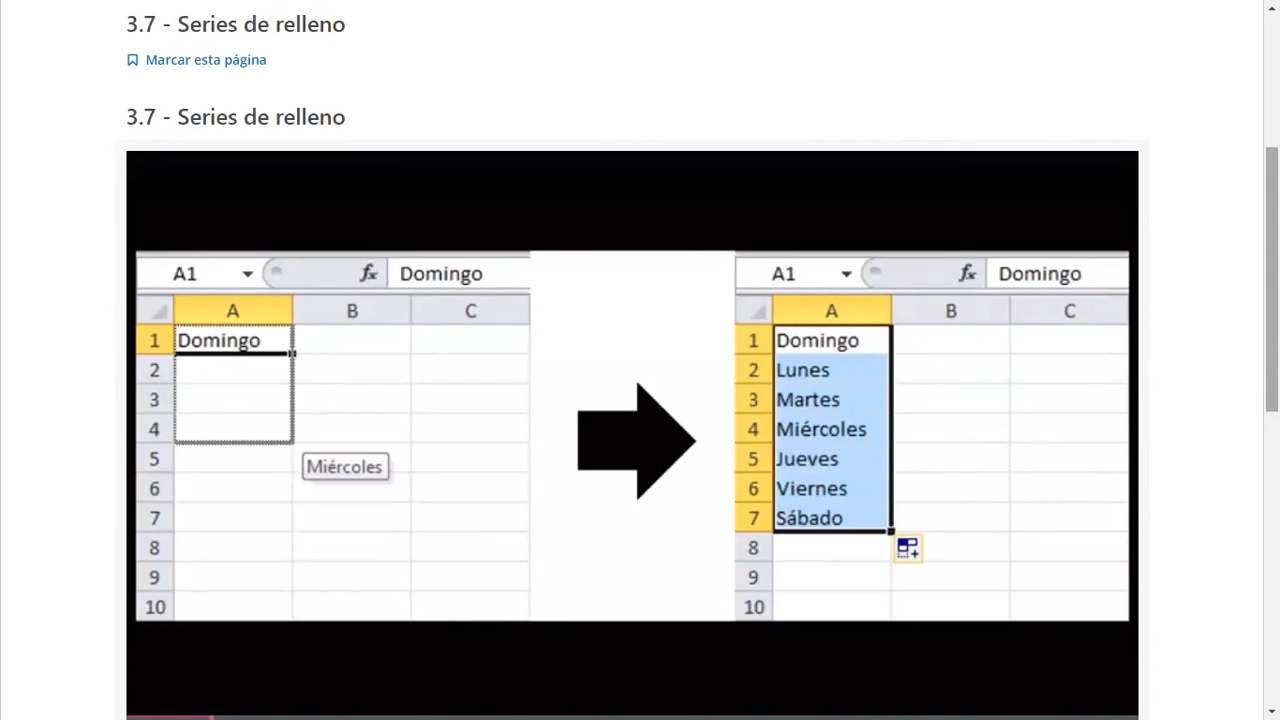 3.7 - Series de relleno
Marcar esta página
3.7 - Series de relleno
A1 fx Domingo
A B C
1 Domingo
2
3
4
5
Miércoles
6
7
8
9
10
A1 fx Domingo
A B C
1 Domingo
2 Lunes
3 Martes
4 Miércoles
5 Jueves
6 Viernes
7 Sábado
8
9
10